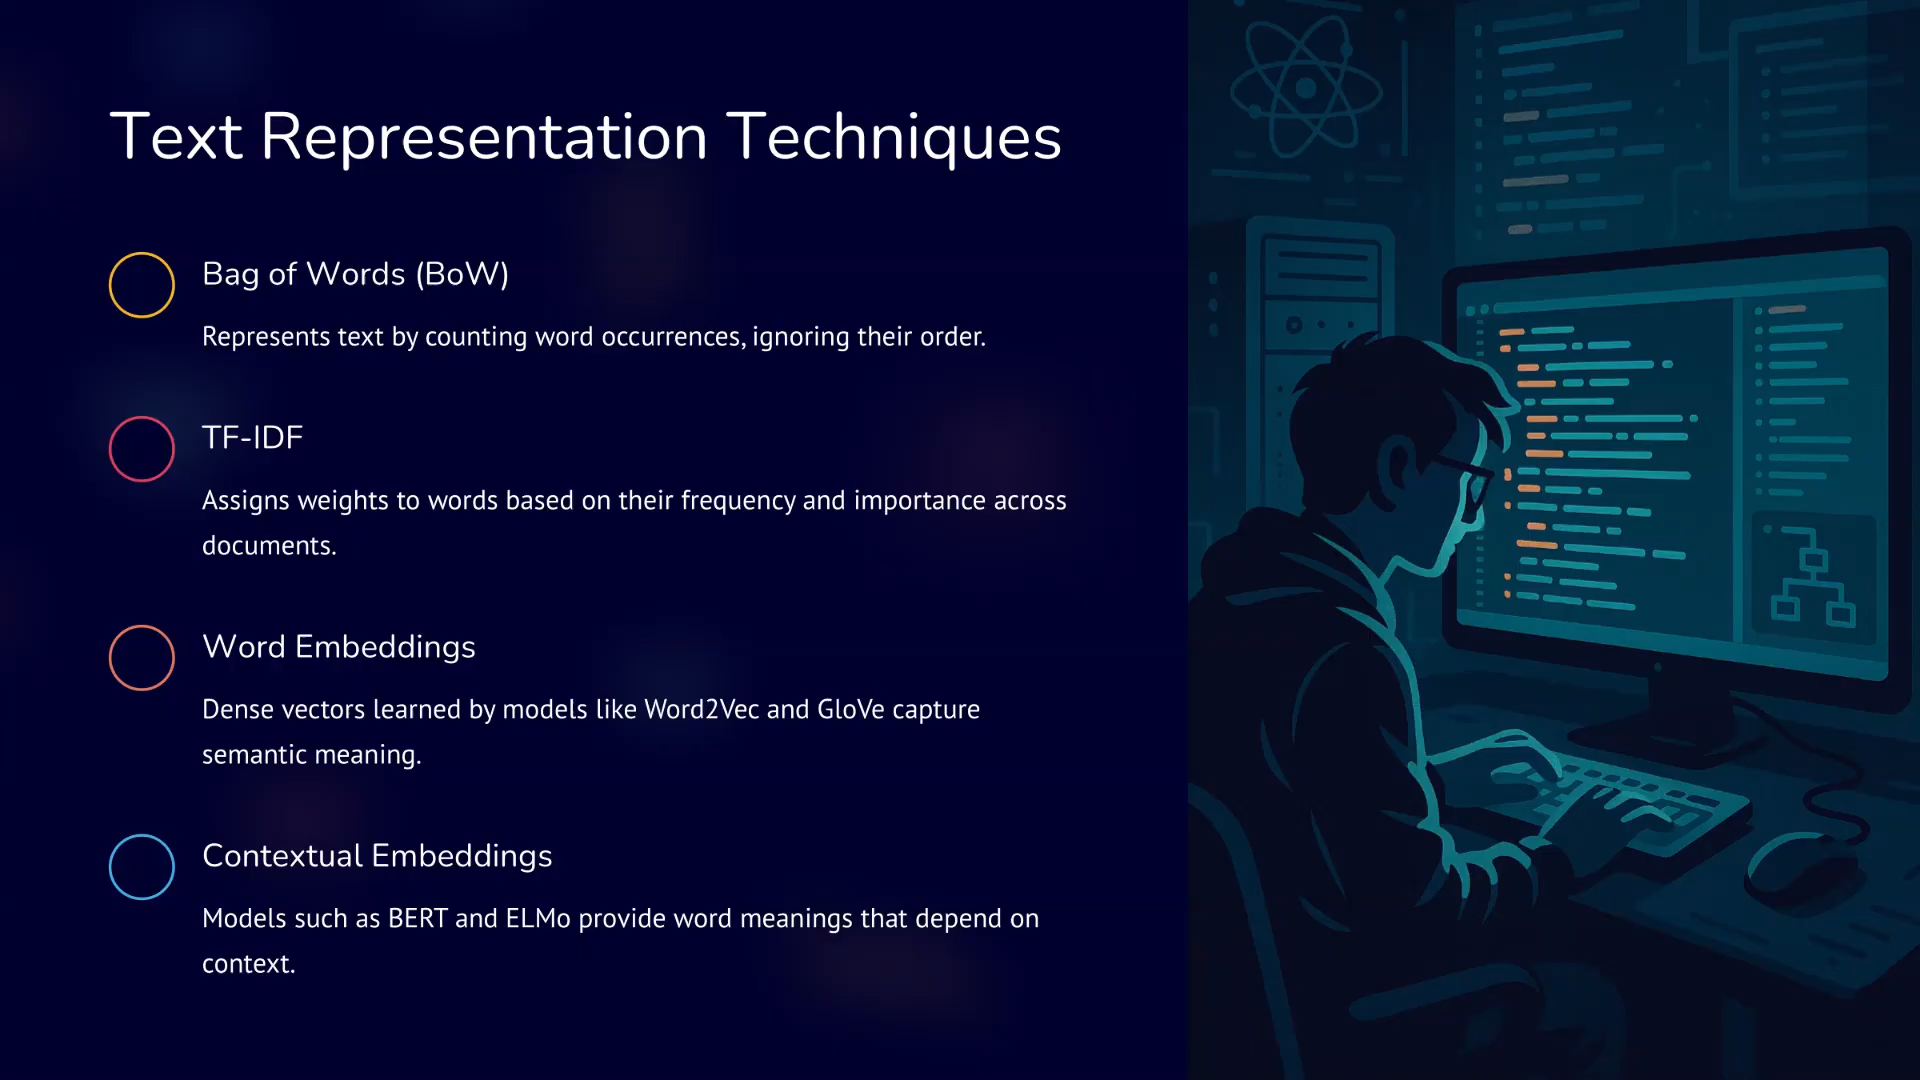 Text Representation Techniques
Bag of Words (BoW)
Represents text by counting word occurrences, ignoring their order.
TF-IDF
Assigns weights to words based on their frequency and importance across
documents.
Word Embeddings
Dense vectors learned by models like Word2Vec and GloVe capture
semantic meaning.
Contextual Embeddings
Models such as BERT and ELMo provide word meanings that depend on
context.